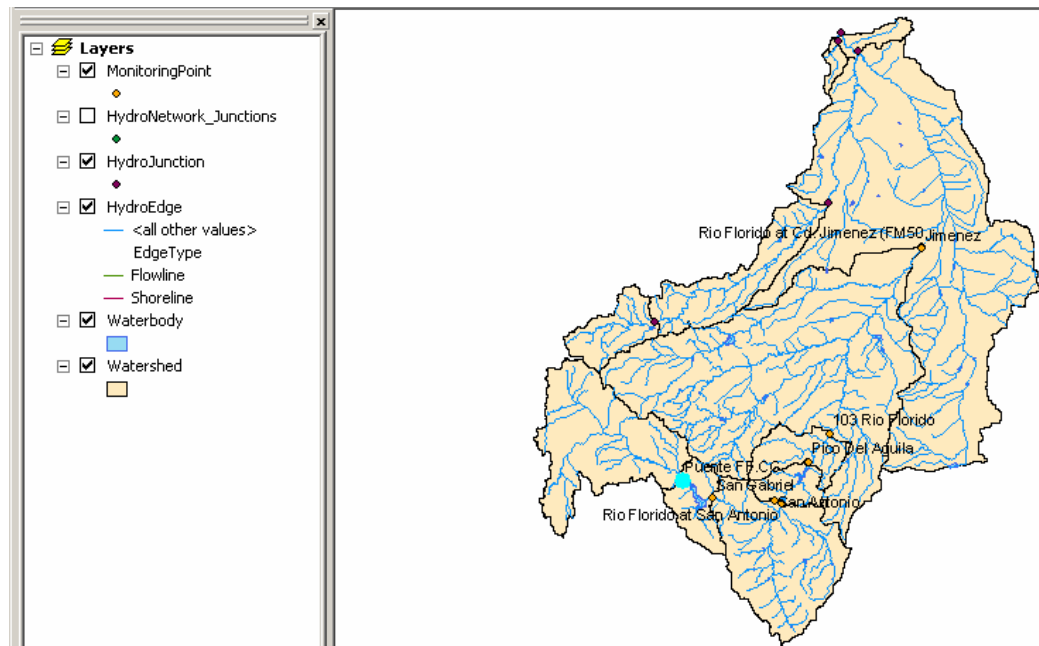 Layers
MonitoringPoint
HydroNetwork_Junctions
HydroJunction
HydroEdge
<all other values>
EdgeType
Flowline
Shoreline
Waterbody
Watershed
Rio Florido at Cd. Jimenez (FM50
Jimenez
103 Rio Florido
Pico Del Aguila
Puente FF.CC.
San Gabriel
San Antonio
Rio Florido at San Antonio